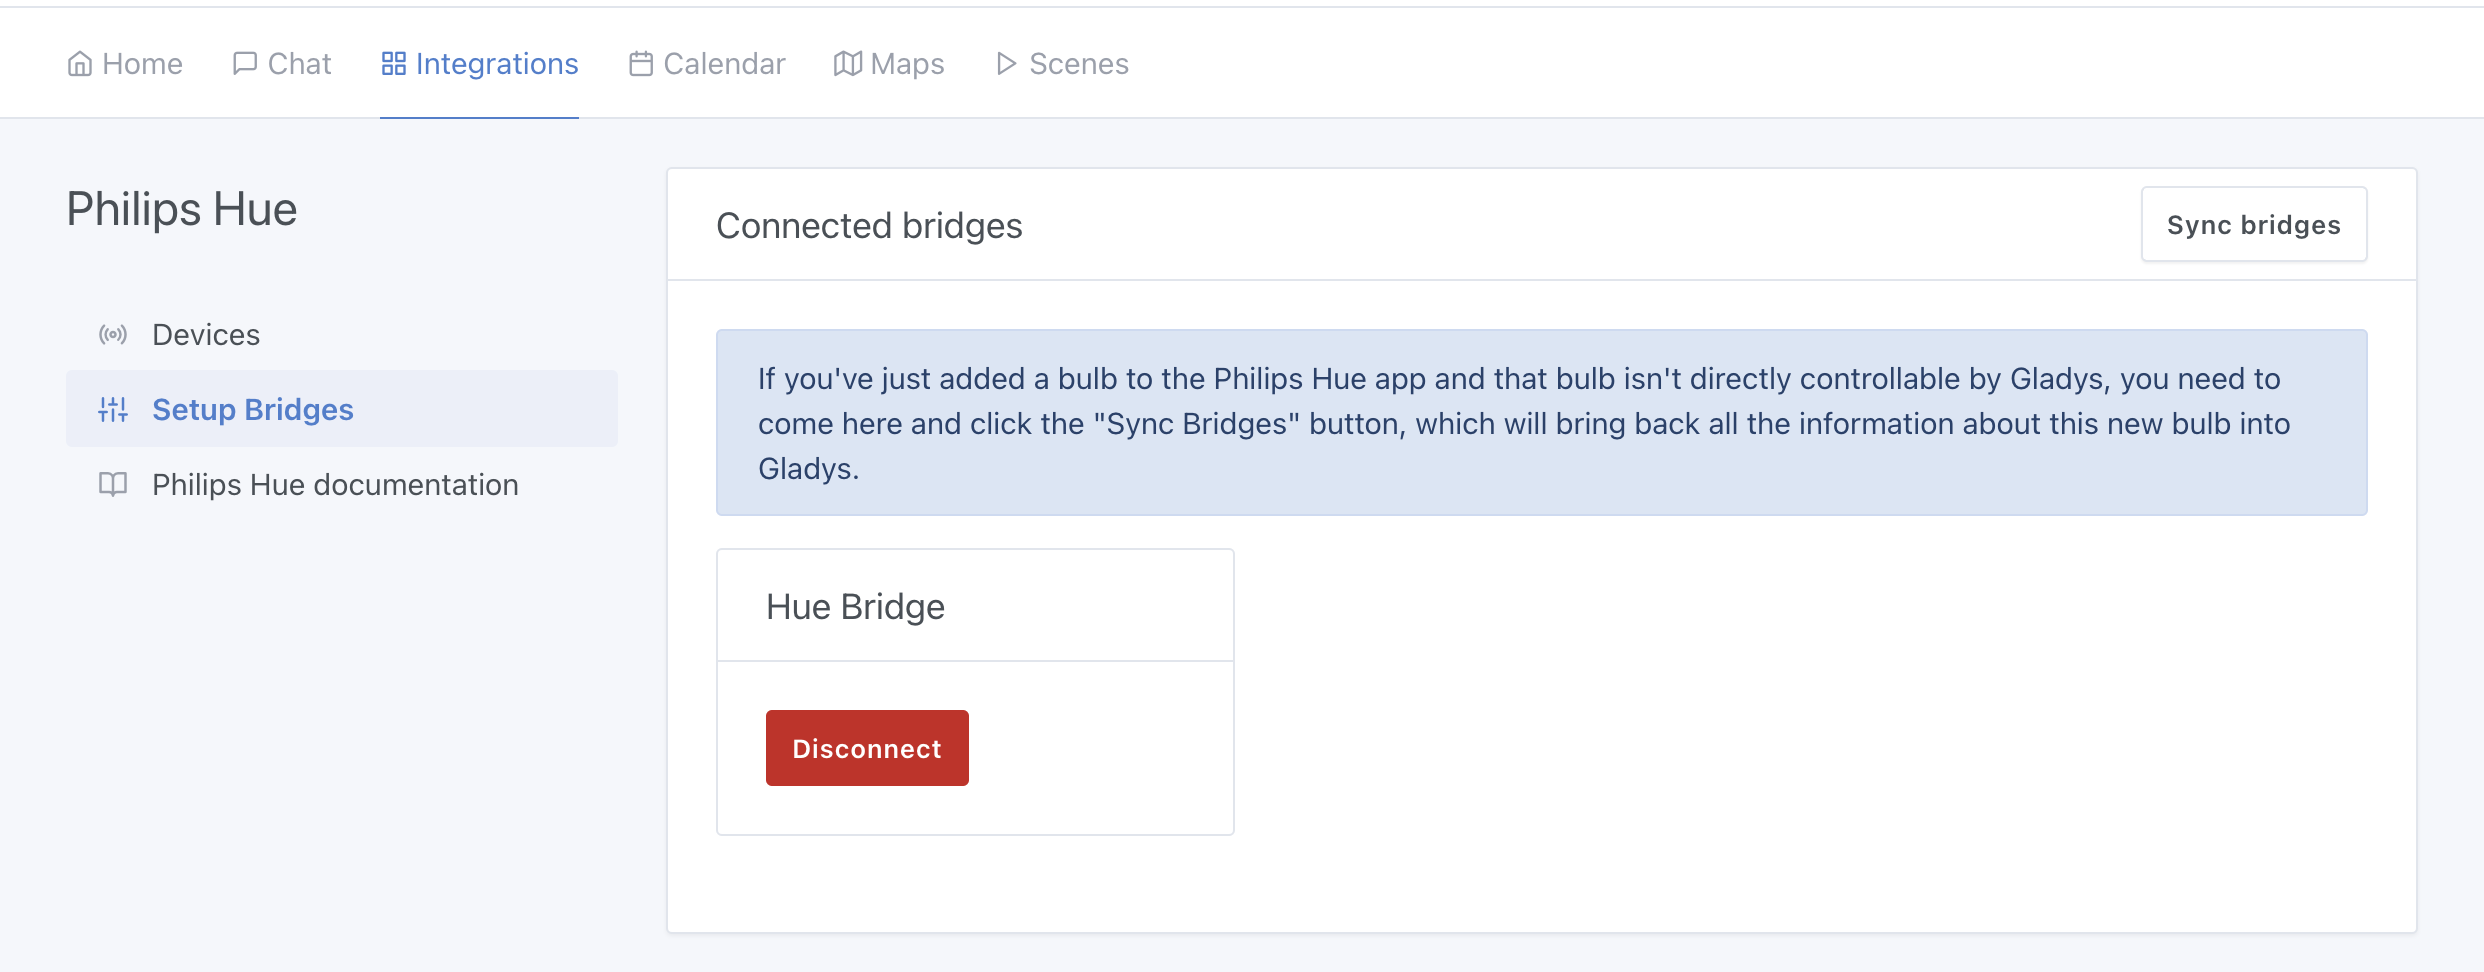 Home
Chat
Integrations
Calendar
Maps
Scenes
Philips Hue
Devices
Setup Bridges
Philips Hue documentation
Connected bridges
Sync bridges
If you've just added a bulb to the Philips Hue app and that bulb isn't directly controllable by Gladys, you need to
come here and click the "Sync Bridges" button, which will bring back all the information about this new bulb into
Gladys.
Hue Bridge
Disconnect